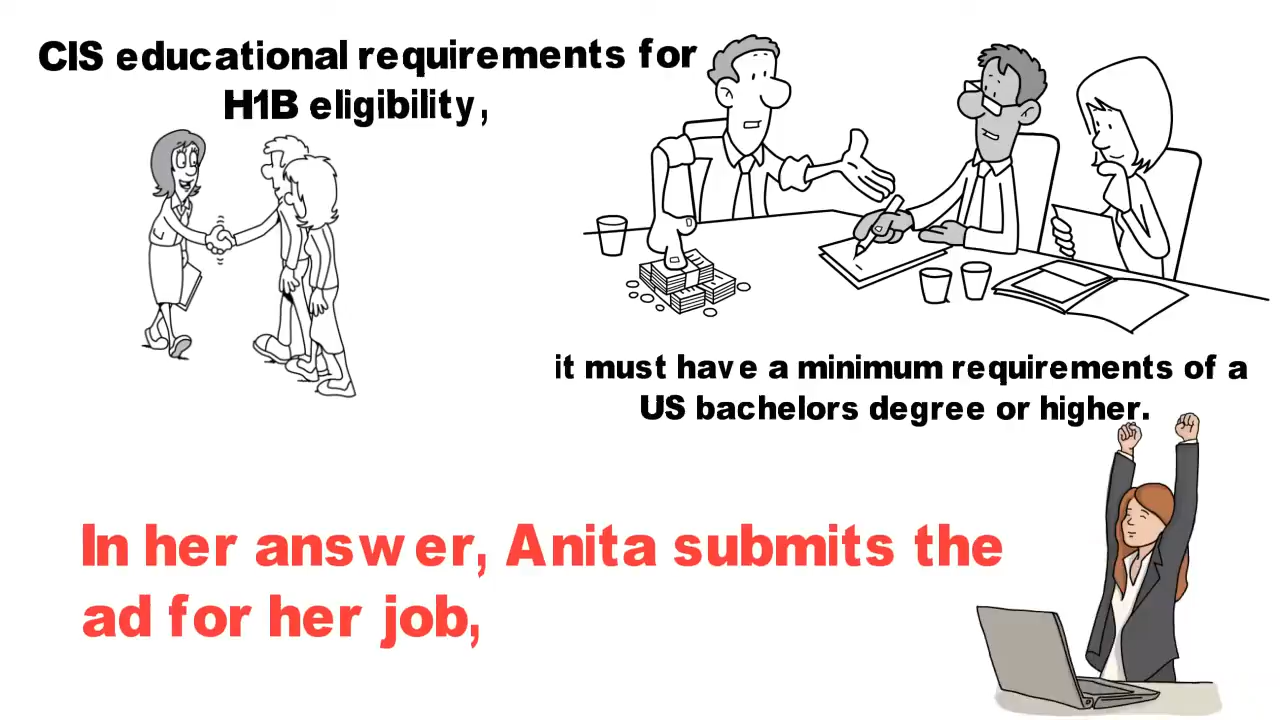 CIS educational requirements for
H1B eligibility,
it must have a minimum requirements of a
US bachelors degree or higher.
In her answer, Anita submits the
ad for her job,